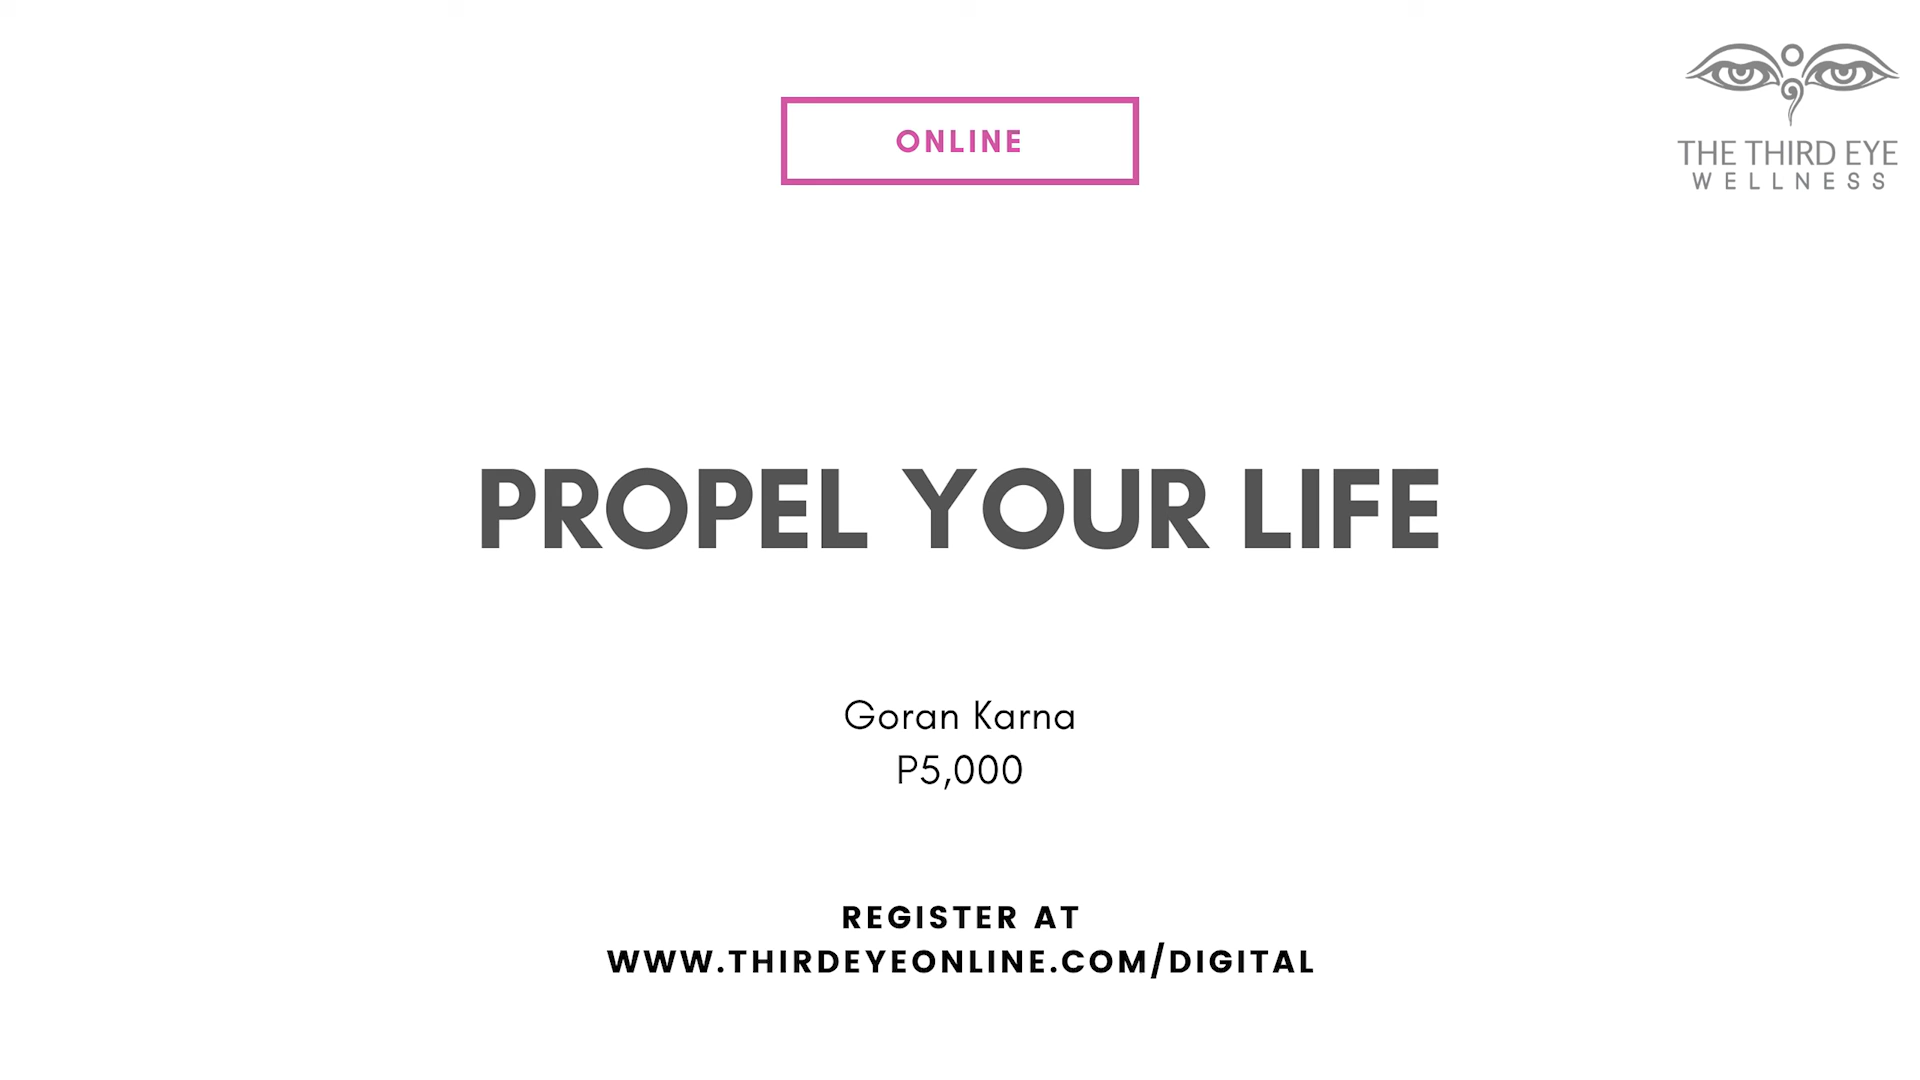 ONLINE
THE THIRD EYE
WELLNESS
PROPEL YOUR LIFE
Goran Karna
P5,000
REGISTER AT
WWW.THIRDEYEONLINE.COM/DIGITAL